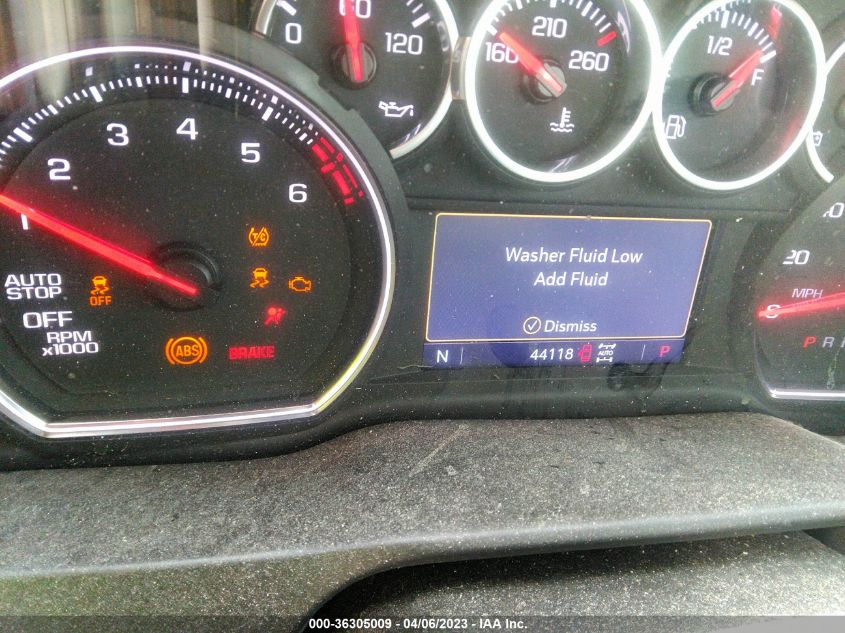 0 60 120
160 210 260
1/2 F
1 2 3 4 5 6
AUTO
STOP
OFF
RPM
x1000
OFF
T/C
ABS
BRAKE
Washer Fluid Low
Add Fluid
Dismiss
N 44118 AUTO P
20
MPH
P R
000-36305009 - 04/06/2023 - IAA Inc.